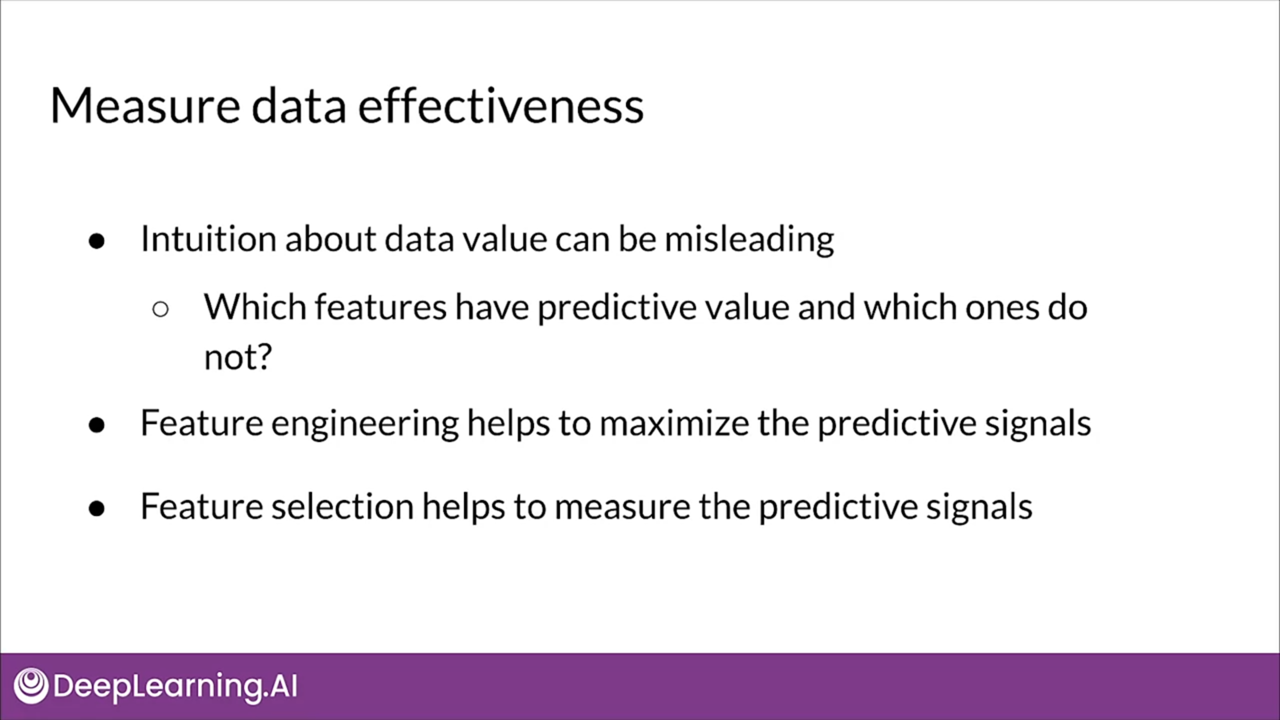 Measure data effectiveness
● Intuition about data value can be misleading
○ Which features have predictive value and which ones do
not?
● Feature engineering helps to maximize the predictive signals
● Feature selection helps to measure the predictive signals
DeepLearning.AI